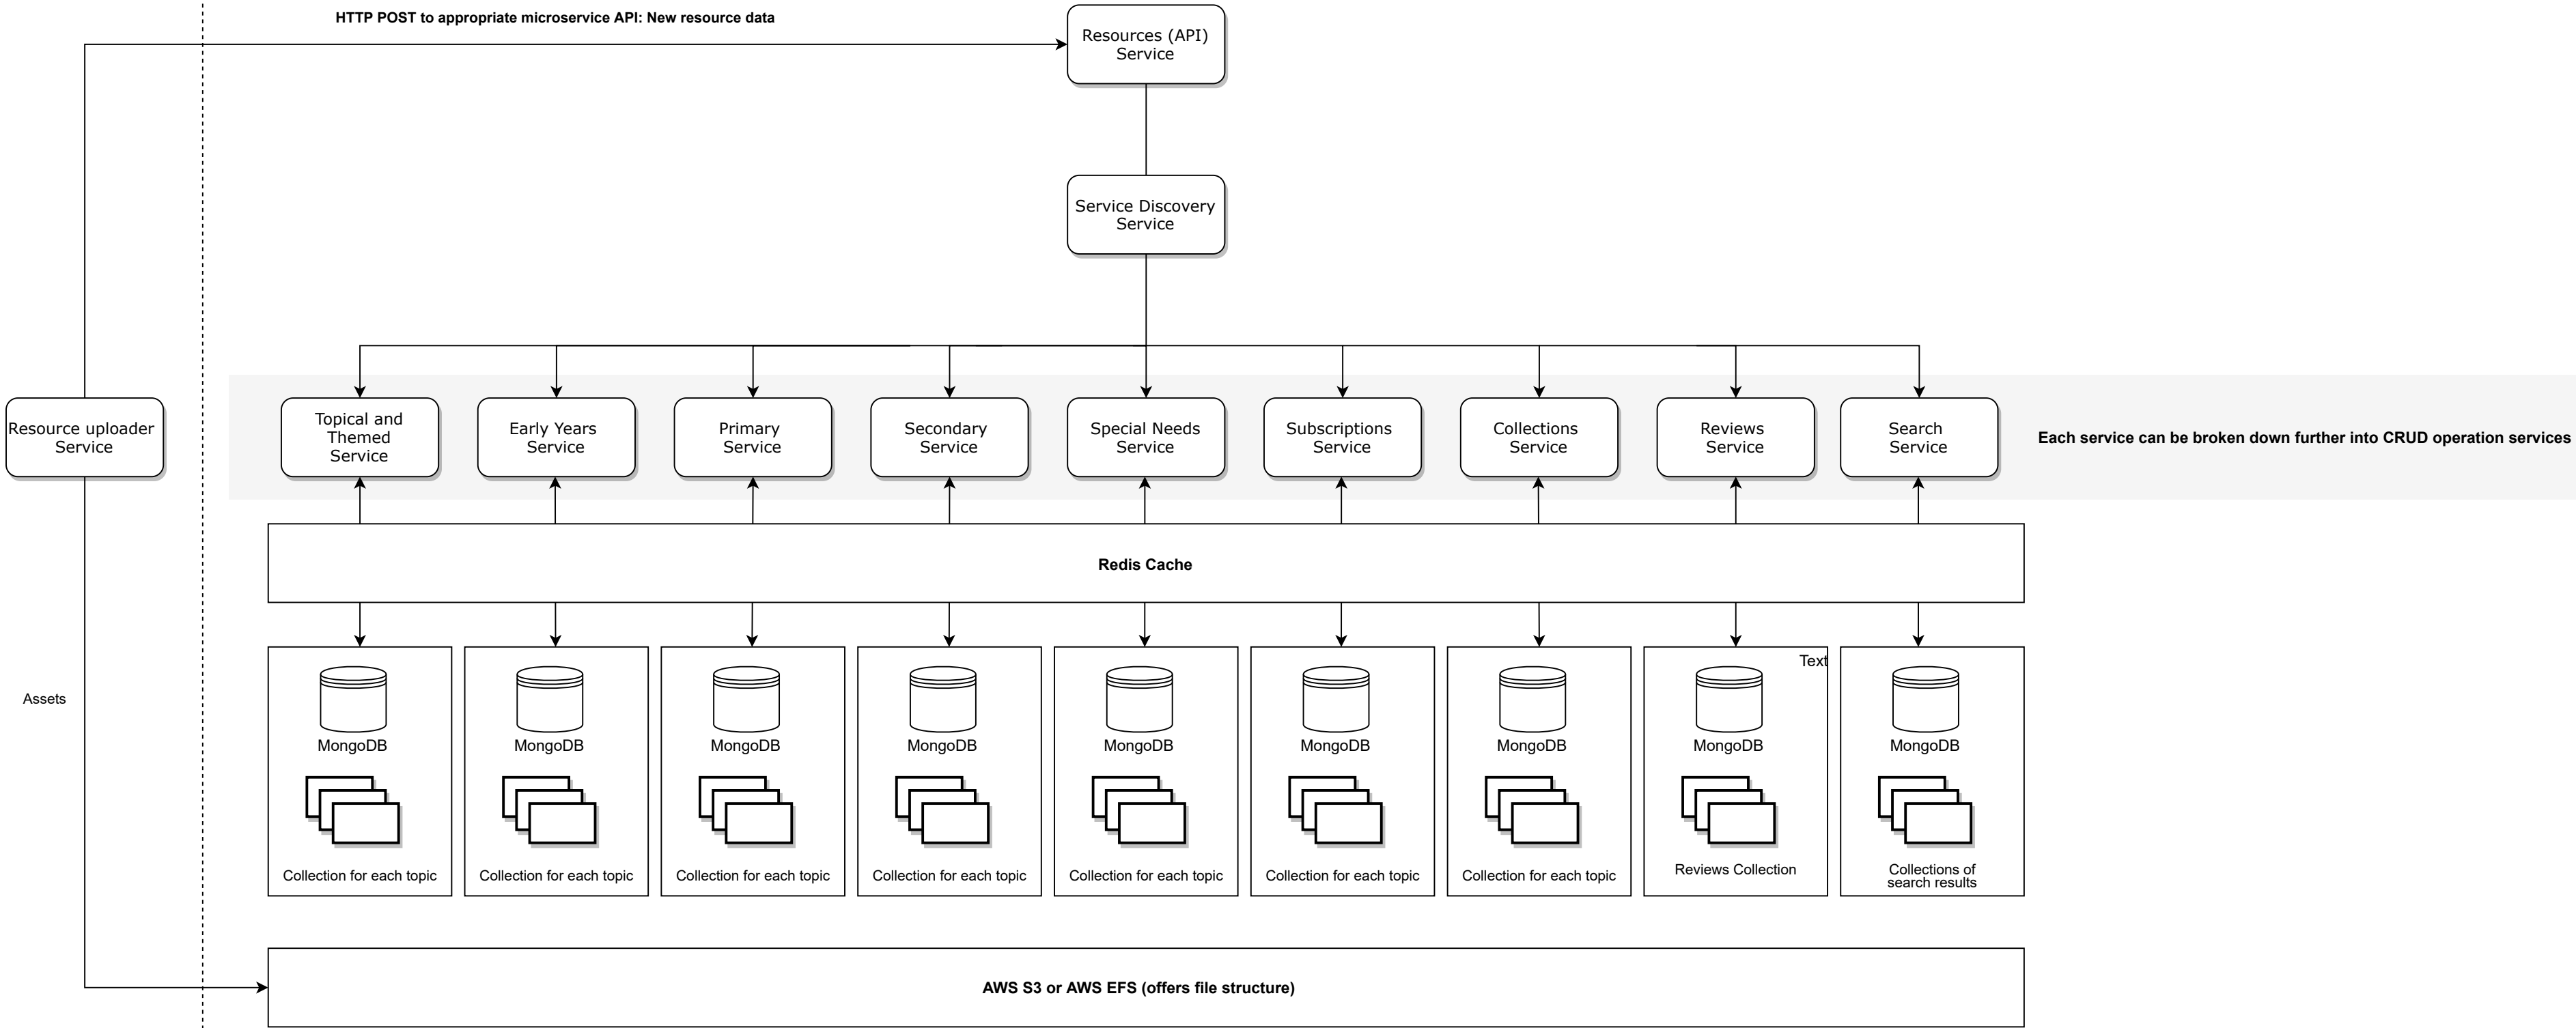 HTTP POST to appropriate microservice API: New resource data
Resources (API)
Service
Service Discovery
Service
Resource uploader
Service
Topical and
Themed
Service
Early Years
Service
Primary
Service
Secondary
Service
Special Needs
Service
Subscriptions
Service
Collections
Service
Reviews
Service
Search
Service
Each service can be broken down further into CRUD operation services
Redis Cache
Assets
Text
MongoDB
MongoDB
MongoDB
MongoDB
MongoDB
MongoDB
MongoDB
MongoDB
MongoDB
Collection for each topic
Collection for each topic
Collection for each topic
Collection for each topic
Collection for each topic
Collection for each topic
Collection for each topic
Reviews Collection
Collections of
search results
AWS S3 or AWS EFS (offers file structure)